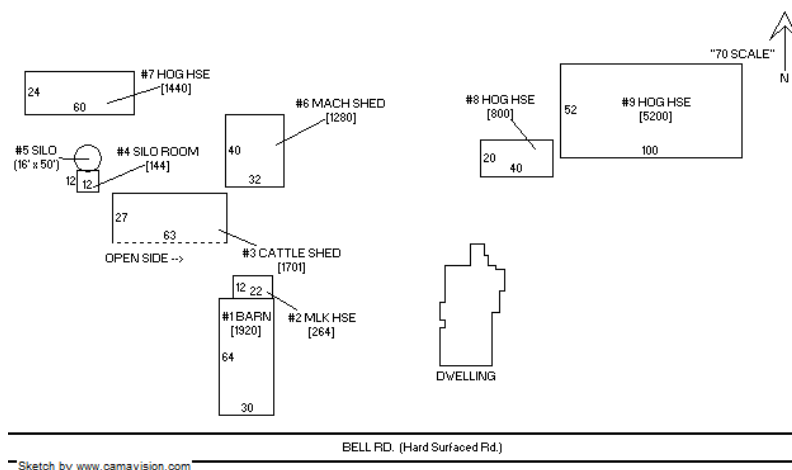 "70 SCALE"
N
#7 HOG HSE
[1440]
24
60
#6 MACH SHED
[1280]
40
32
#8 HOG HSE
[800]
20
40
#9 HOG HSE
[5200]
52
100
#5 SILO
(16' x 50')
#4 SILO ROOM
[144]
12
12
27
63
OPEN SIDE -->
#3 CATTLE SHED
[1701]
12
22
#2 MLK HSE
[264]
#1 BARN
[1920]
64
30
DWELLING
BELL RD. (Hard Surfaced Rd.)
Sketch by www.camavision.com